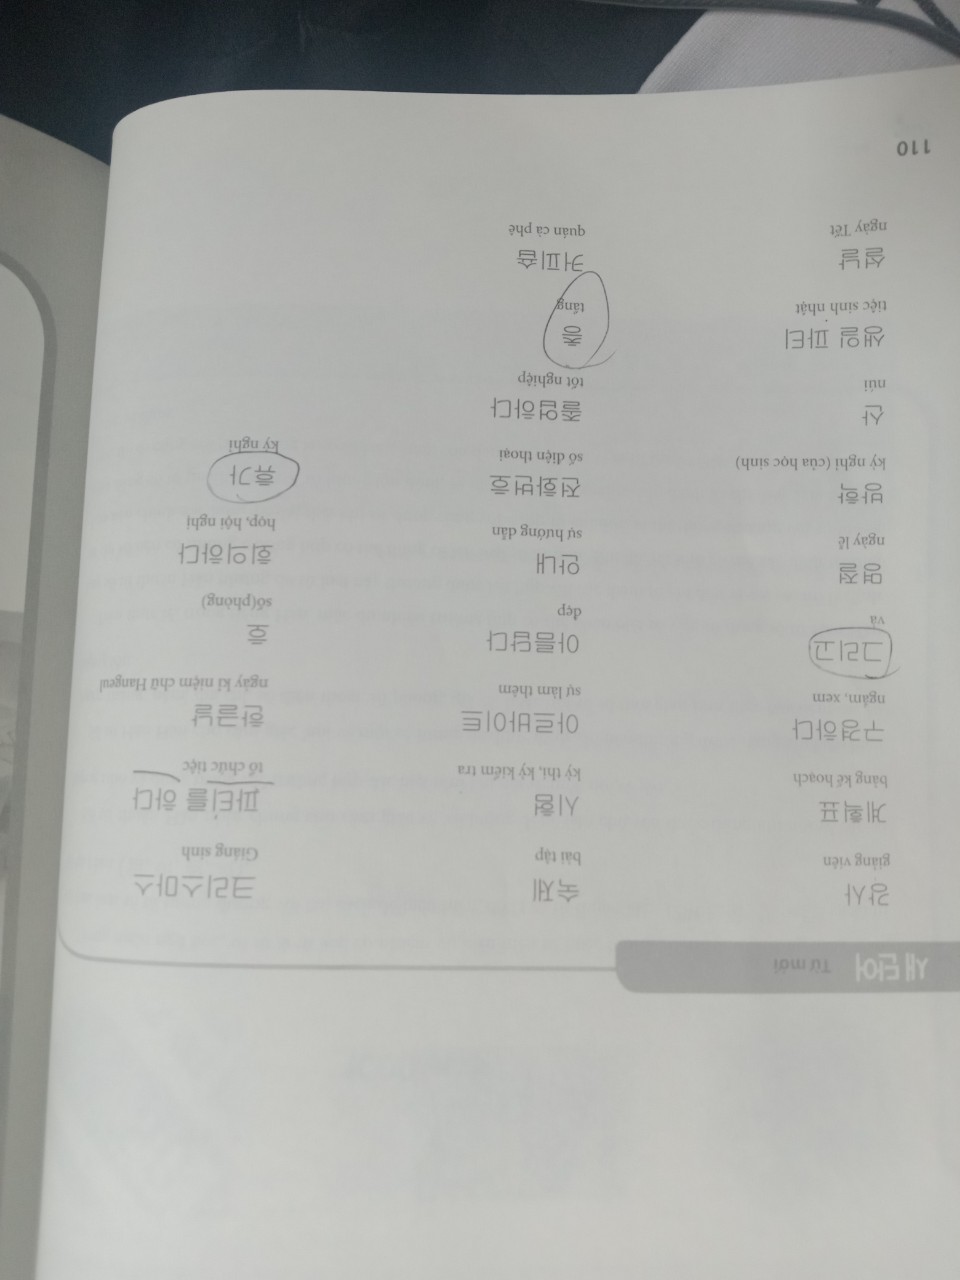 새 단어 Từ mới
강사
giảng viên
계획표
bảng kế hoạch
구경하다
ngắm, xem
그리고
và
명절
ngày lễ
방학
kỳ nghỉ (của học sinh)
산
núi
생일 파티
tiệc sinh nhật
설날
ngày Tết
숙제
bài tập
시험
kỳ thi, kỳ kiểm tra
아르바이트
sự làm thêm
아름답다
đẹp
안내
sự hướng dẫn
전화번호
số điện thoại
졸업하다
tốt nghiệp
층
tầng
커피숍
quán cà phê
크리스마스
Giáng sinh
파티를 하다
tổ chức tiệc
한글날
ngày kỉ niệm chữ Hangeul
호
số(phòng)
회의하다
họp, hội nghị
휴가
kỳ nghỉ
110